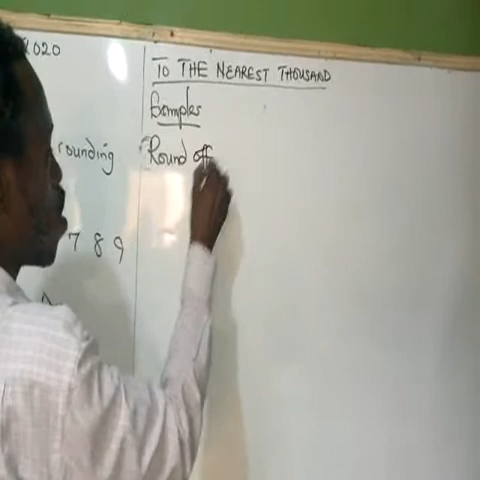 2020
rounding
7 8 9
TO THE NEAREST THOUSAND
Examples
Round off